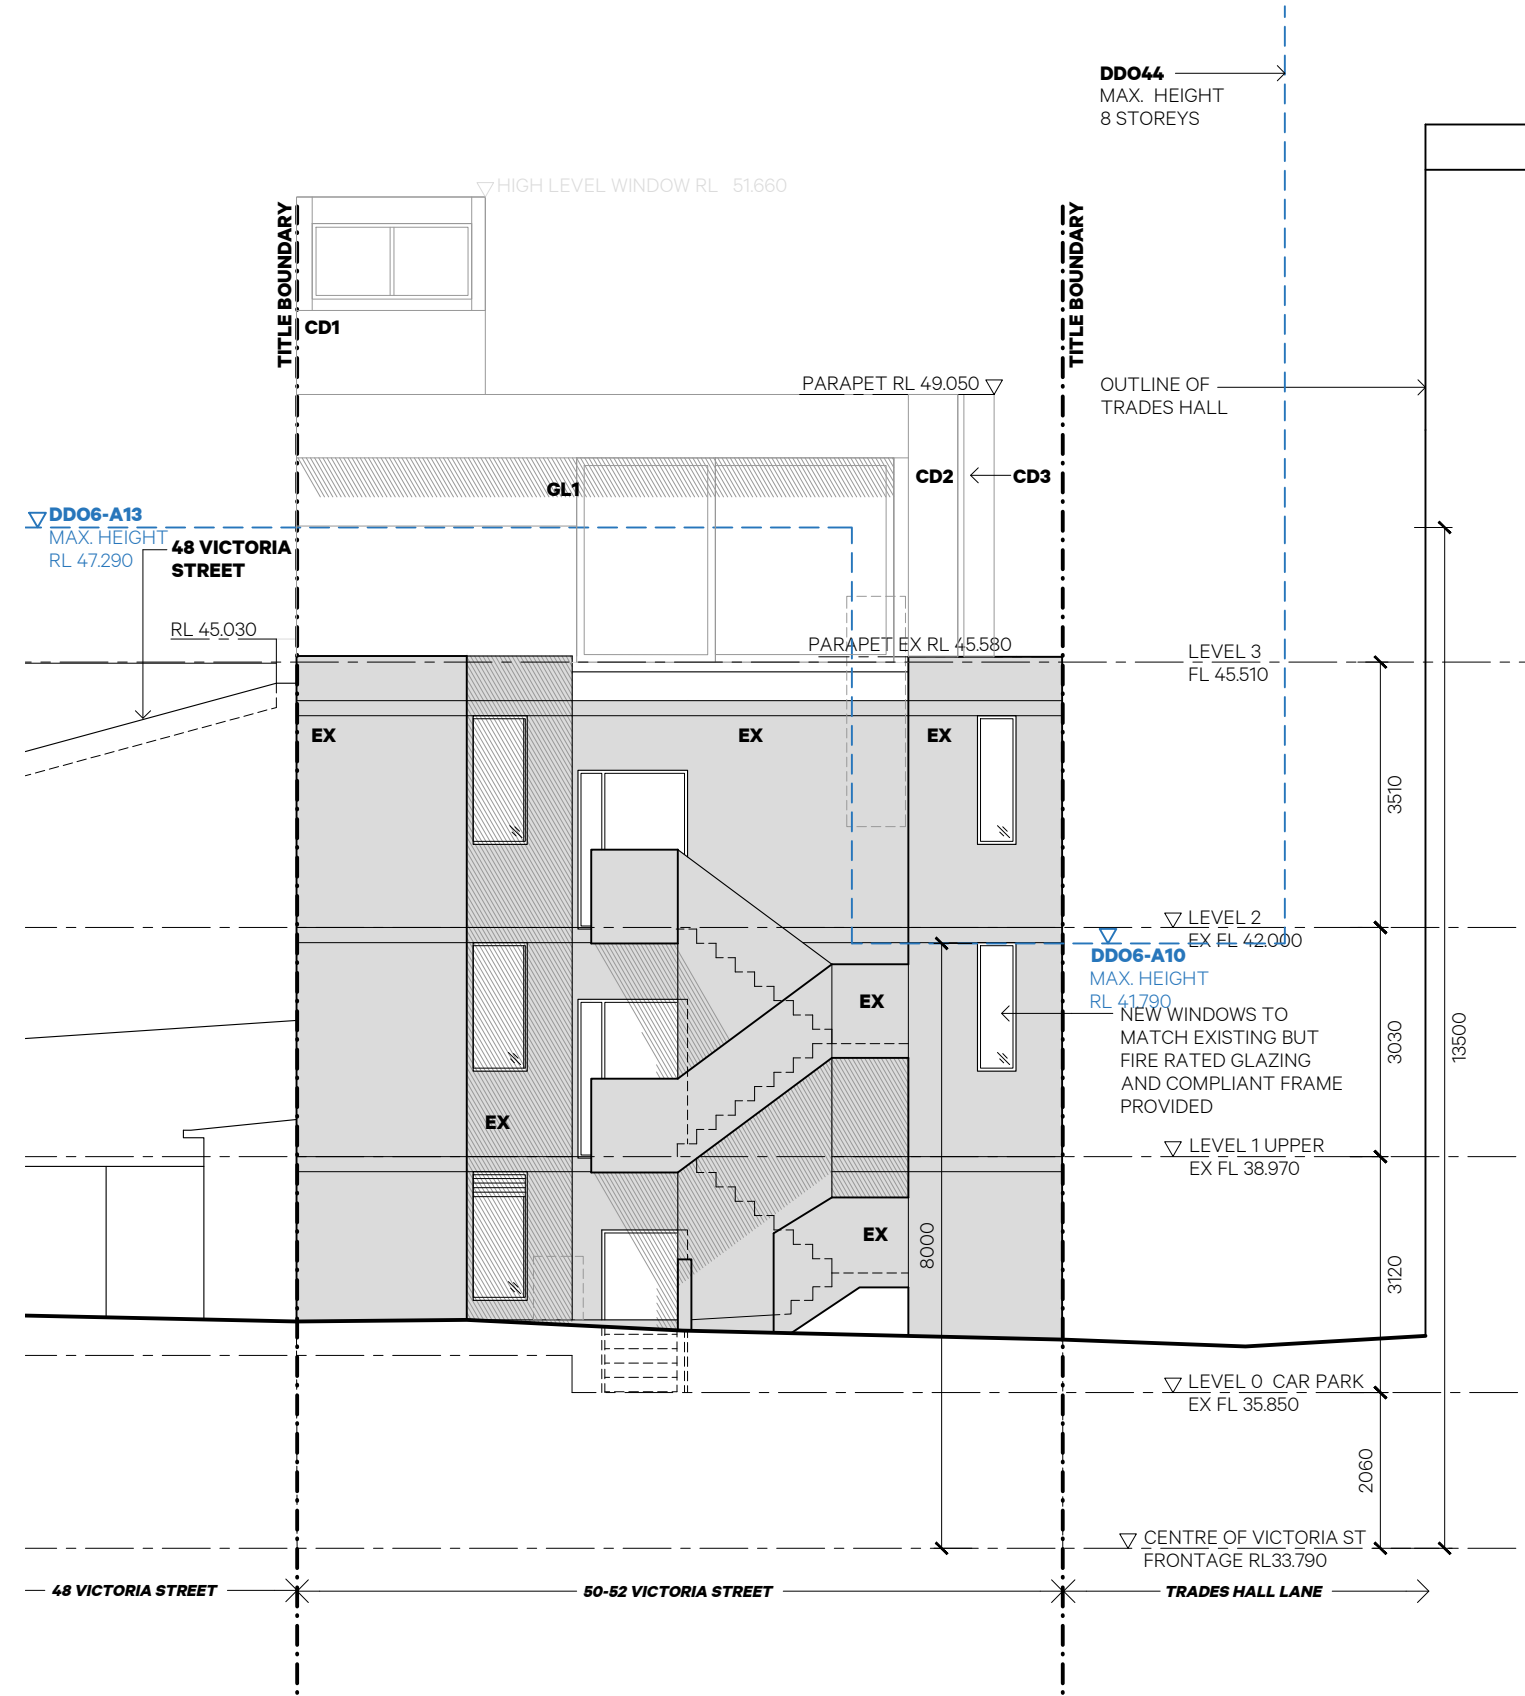 DDO44
MAX. HEIGHT
8 STOREYS
HIGH LEVEL WINDOW RL 51.660
TITLE BOUNDARY
TITLE BOUNDARY
CD1
PARAPET RL 49.050
OUTLINE OF
TRADES HALL
CD2
CD3
GL1
DDO6-A13
MAX. HEIGHT
RL 47.290
48 VICTORIA
STREET
RL 45.030
PARAPET EX RL 45.580
LEVEL 3
FL 45.510
EX
EX
EX
3510
LEVEL 2
EX FL 42.000
DDO6-A10
MAX. HEIGHT
RL 41.790
EX
NEW WINDOWS TO
MATCH EXISTING BUT
FIRE RATED GLAZING
AND COMPLIANT FRAME
PROVIDED
3030
13500
EX
LEVEL 1 UPPER
EX FL 38.970
EX
8000
3120
LEVEL 0 CAR PARK
EX FL 35.850
2060
CENTRE OF VICTORIA ST
FRONTAGE RL33.790
48 VICTORIA STREET
50-52 VICTORIA STREET
TRADES HALL LANE